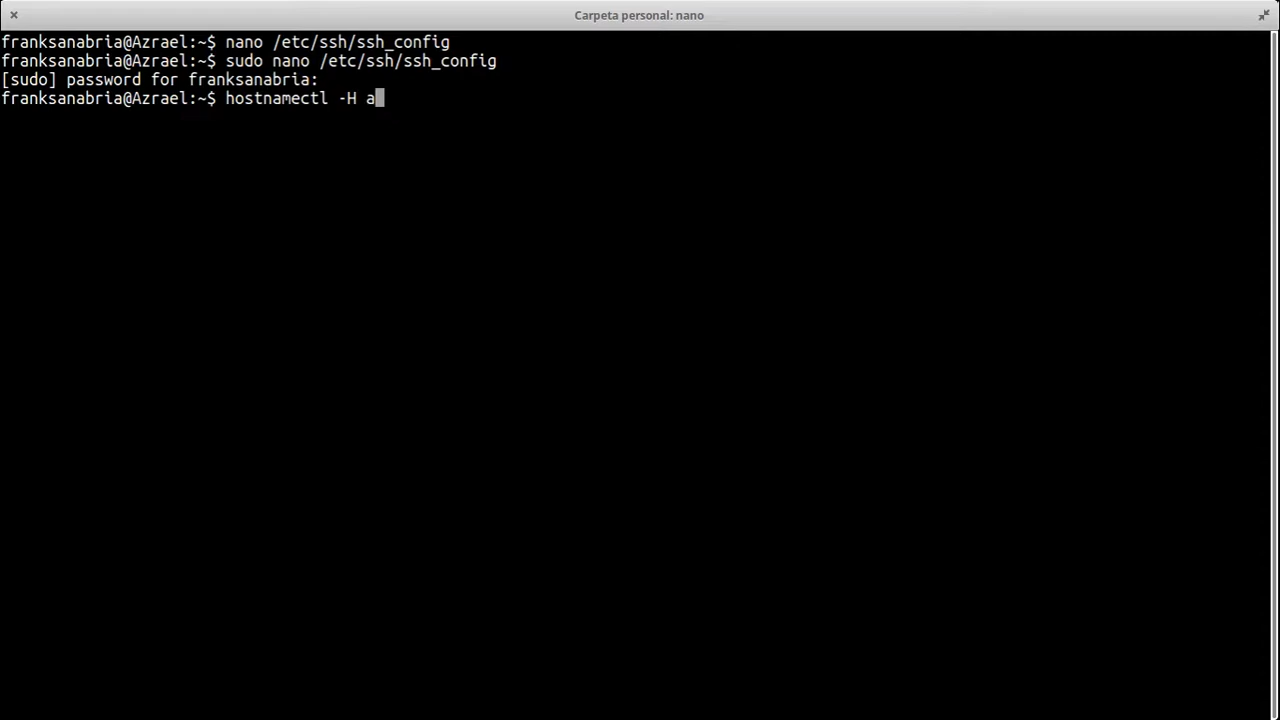 Carpeta personal: nano
franksanabria@Azrael:~$ nano /etc/ssh/ssh_config
franksanabria@Azrael:~$ sudo nano /etc/ssh/ssh_config
[sudo] password for franksanabria:
franksanabria@Azrael:~$ hostnamectl -H a